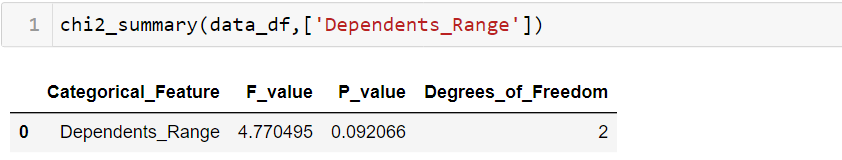 1 chi2_summary(data_df,['Dependents_Range'])
Categorical_Feature F_value P_value Degrees_of_Freedom
0 Dependents_Range 4.770495 0.092066 2